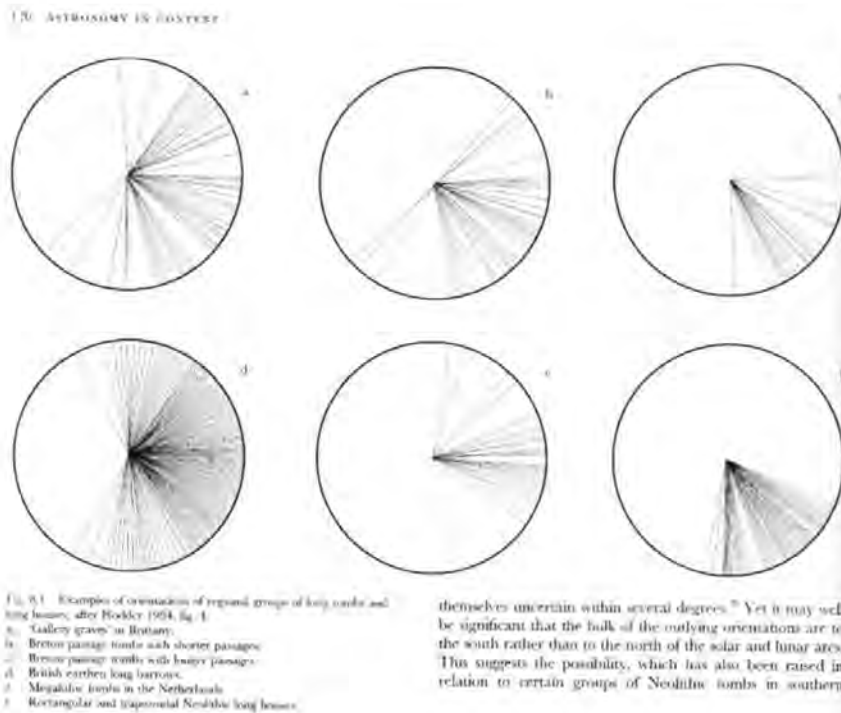 ASTRONOMY IN CONTEXT
a
b
d
e
Fig. 8.1 Examples of orientations of regional groups of long tombs and
long houses, after Hodder 1984, fig. 4.
a. 'Gallery graves' in Brittany.
b. Breton passage tombs with shorter passages.
c. Breton passage tombs with longer passages.
d. British earthen long barrows.
Megalithic tombs in the Netherlands.
f. Rectangular and trapezoidal Neolithic long houses.
themselves uncertain within several degrees. Yet it may well
be significant that the bulk of the outlying orientations are to
the south rather than to the north of the solar and lunar arcs.
This suggests the possibility, which has also been raised in
relation to certain groups of Neolithic tombs in southern